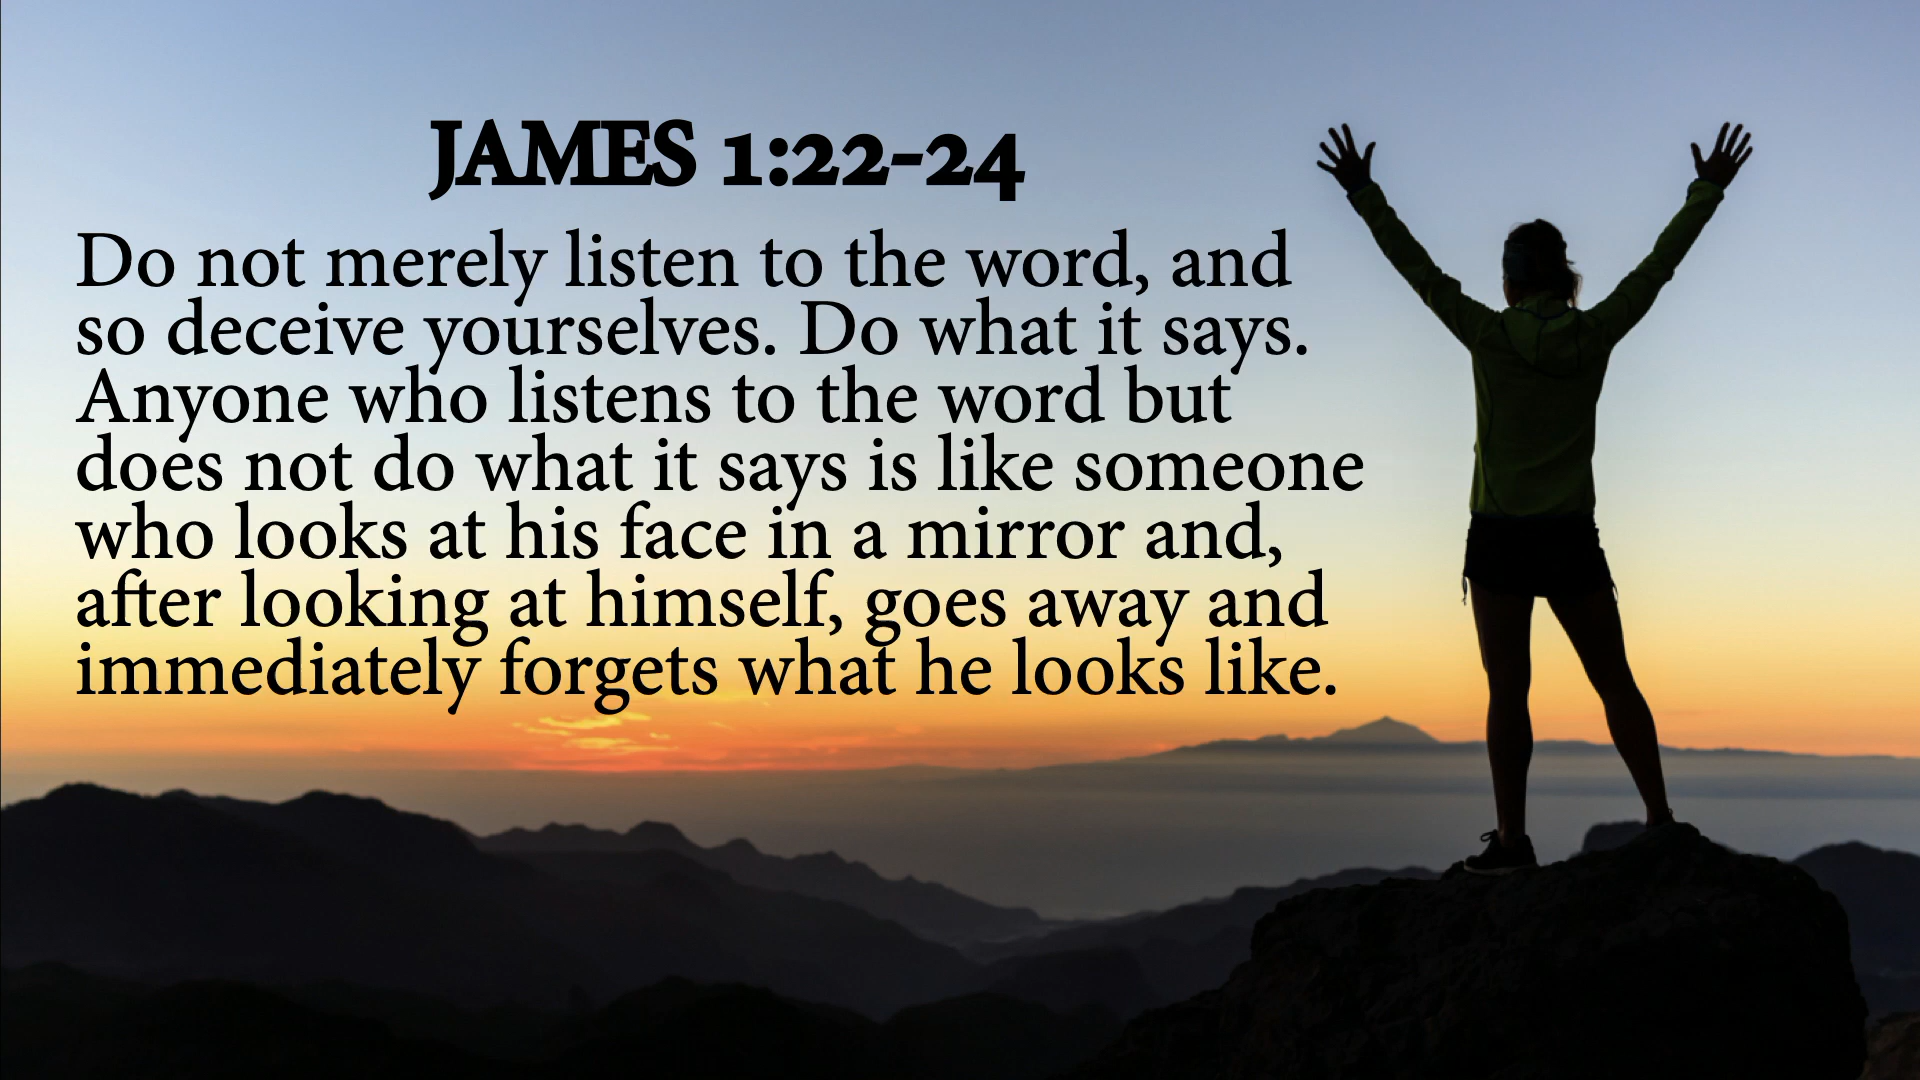 JAMES 1:22-24
Do not merely listen to the word, and
so deceive yourselves. Do what it says.
Anyone who listens to the word but
does not do what it says is like someone
who looks at his face in a mirror and,
after looking at himself, goes away and
immediately forgets what he looks like.